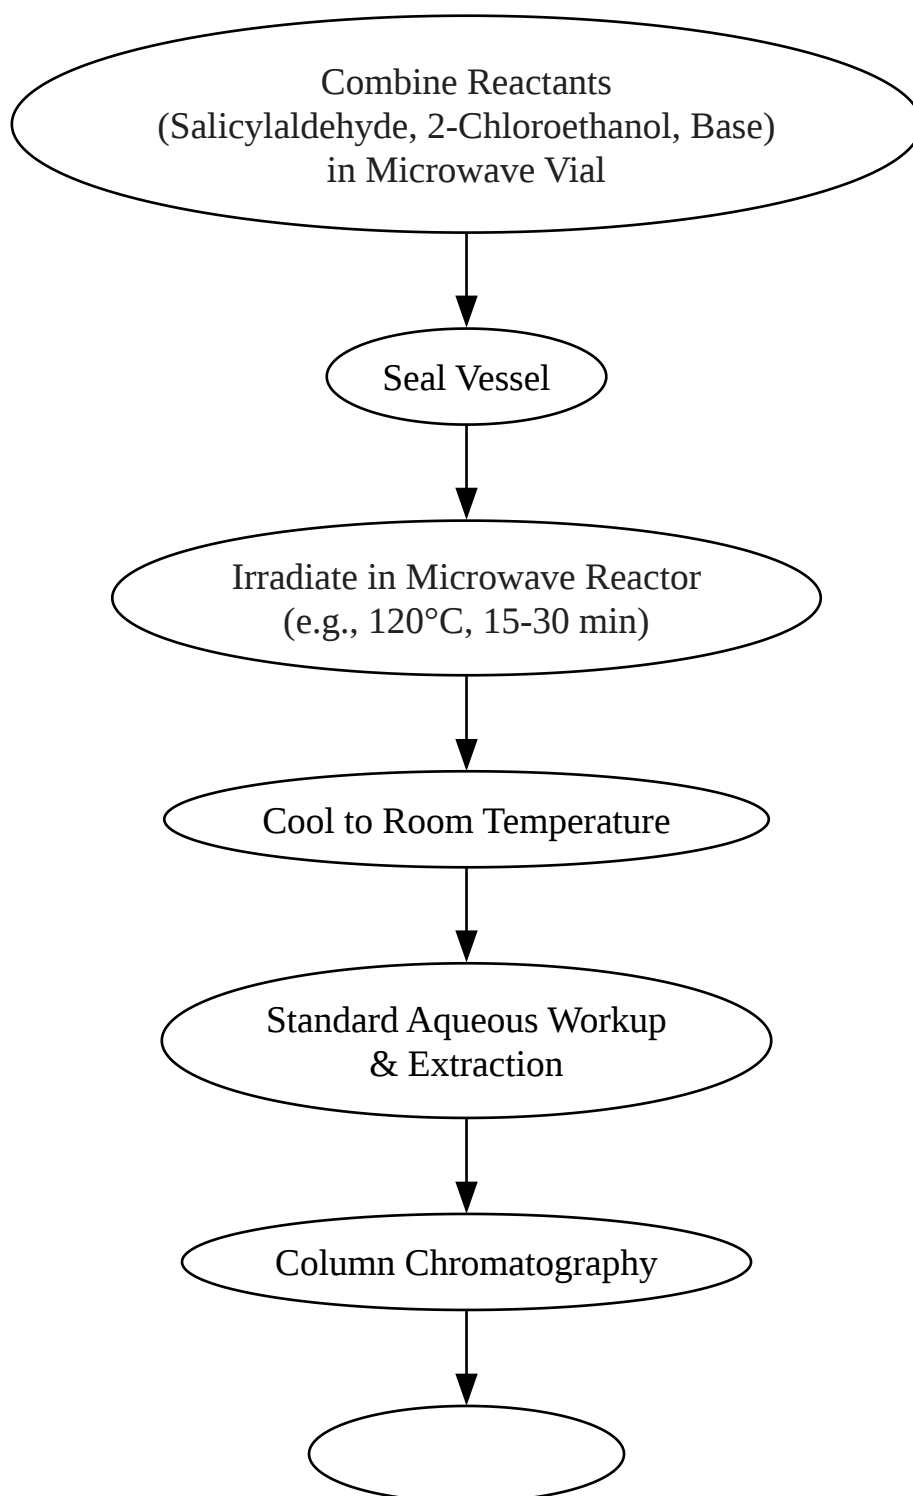 Combine Reactants
(Salicylaldehyde, 2-Chloroethanol, Base)
in Microwave Vial
Seal Vessel
Irradiate in Microwave Reactor
(e.g., 120°C, 15-30 min)
Cool to Room Temperature
Standard Aqueous Workup
& Extraction
Column Chromatography